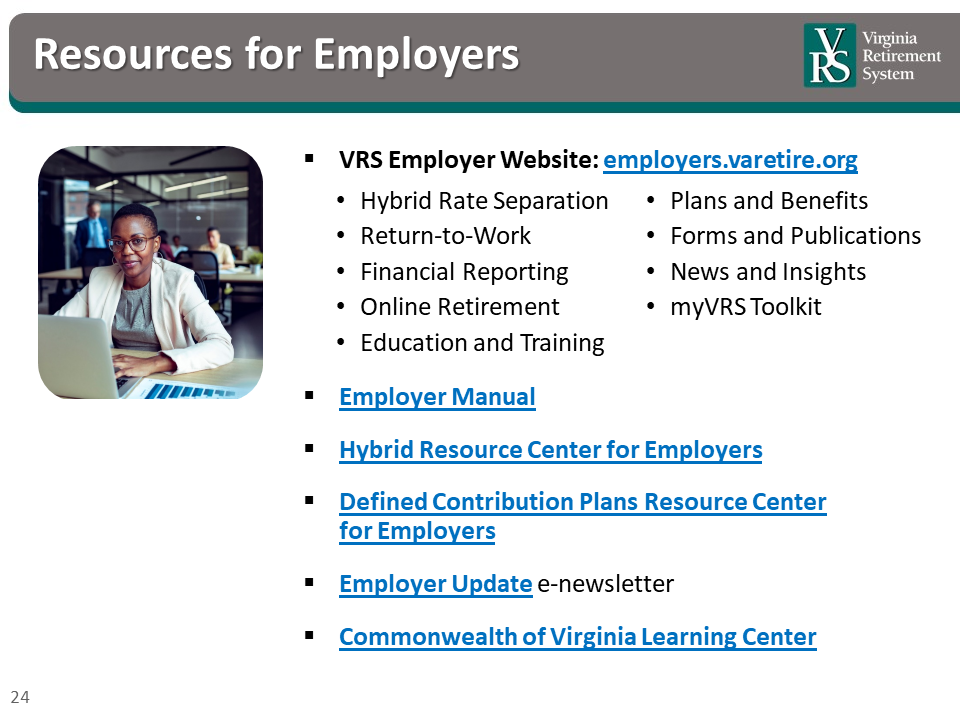 Resources for Employers
Virginia
Retirement
System
VRS
▪ VRS Employer Website: employers.varetire.org
• Hybrid Rate Separation
• Return-to-Work
• Financial Reporting
• Online Retirement
• Education and Training
• Plans and Benefits
• Forms and Publications
• News and Insights
• myVRS Toolkit
▪ Employer Manual
▪ Hybrid Resource Center for Employers
▪ Defined Contribution Plans Resource Center
for Employers
▪ Employer Update e-newsletter
▪ Commonwealth of Virginia Learning Center
24